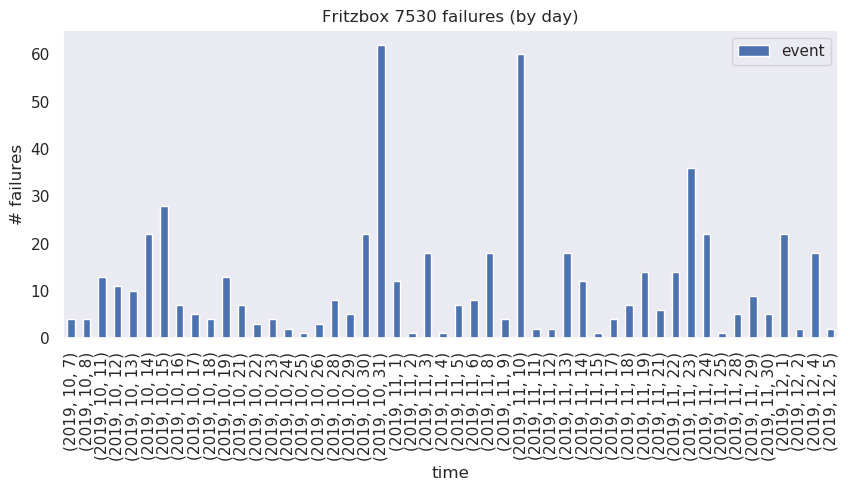 Fritzbox 7530 failures (by day)
event
# failures
60
50
40
30
20
10
0
(2019, 10, 7)
(2019, 10, 8)
(2019, 10, 11)
(2019, 10, 12)
(2019, 10, 13)
(2019, 10, 14)
(2019, 10, 15)
(2019, 10, 16)
(2019, 10, 17)
(2019, 10, 18)
(2019, 10, 19)
(2019, 10, 21)
(2019, 10, 22)
(2019, 10, 23)
(2019, 10, 24)
(2019, 10, 25)
(2019, 10, 26)
(2019, 10, 28)
(2019, 10, 29)
(2019, 10, 30)
(2019, 10, 31)
(2019, 11, 1)
(2019, 11, 2)
(2019, 11, 3)
(2019, 11, 4)
(2019, 11, 5)
(2019, 11, 6)
(2019, 11, 8)
(2019, 11, 9)
(2019, 11, 10)
(2019, 11, 11)
(2019, 11, 12)
(2019, 11, 13)
(2019, 11, 14)
(2019, 11, 15)
(2019, 11, 17)
(2019, 11, 18)
(2019, 11, 19)
(2019, 11, 21)
(2019, 11, 22)
(2019, 11, 23)
(2019, 11, 24)
(2019, 11, 25)
(2019, 11, 28)
(2019, 11, 29)
(2019, 11, 30)
(2019, 12, 1)
(2019, 12, 2)
(2019, 12, 4)
(2019, 12, 5)
time